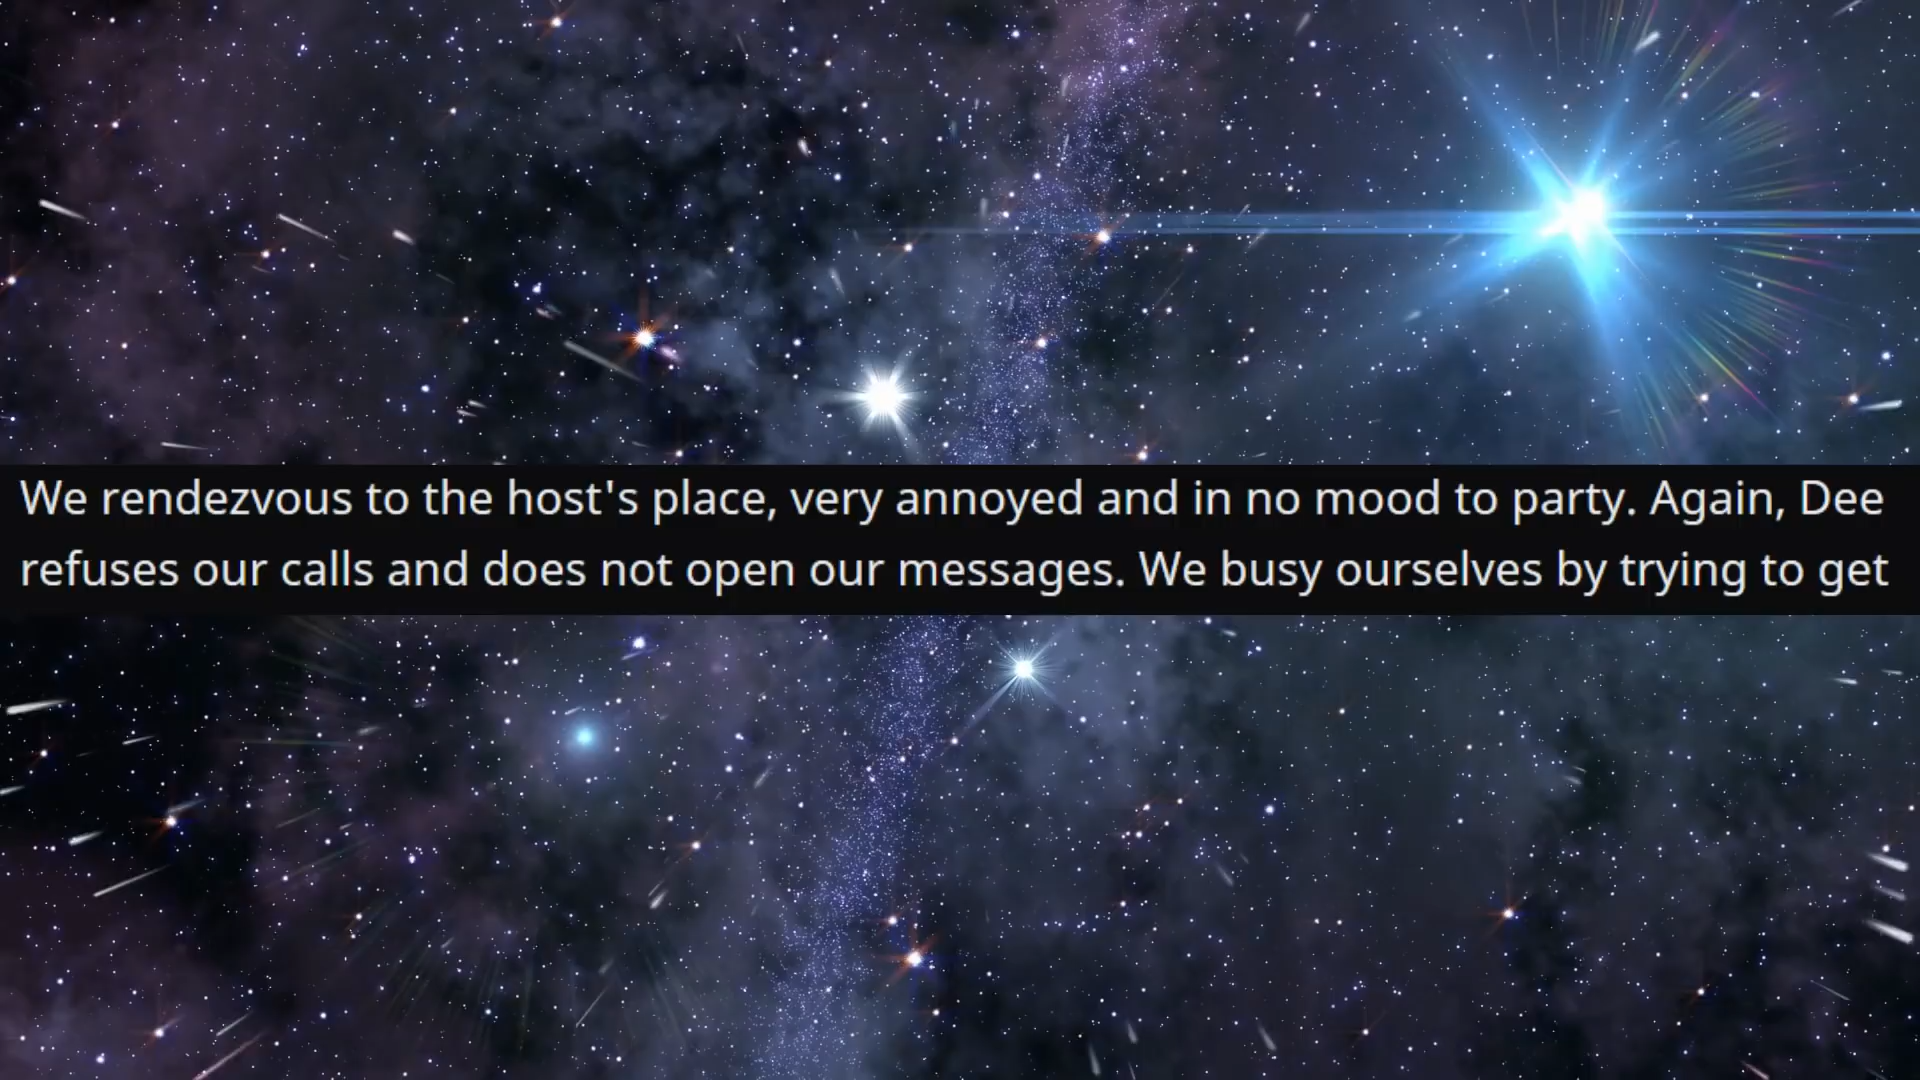 We rendezvous to the host's place, very annoyed and in no mood to party. Again, Dee
refuses our calls and does not open our messages. We busy ourselves by trying to get